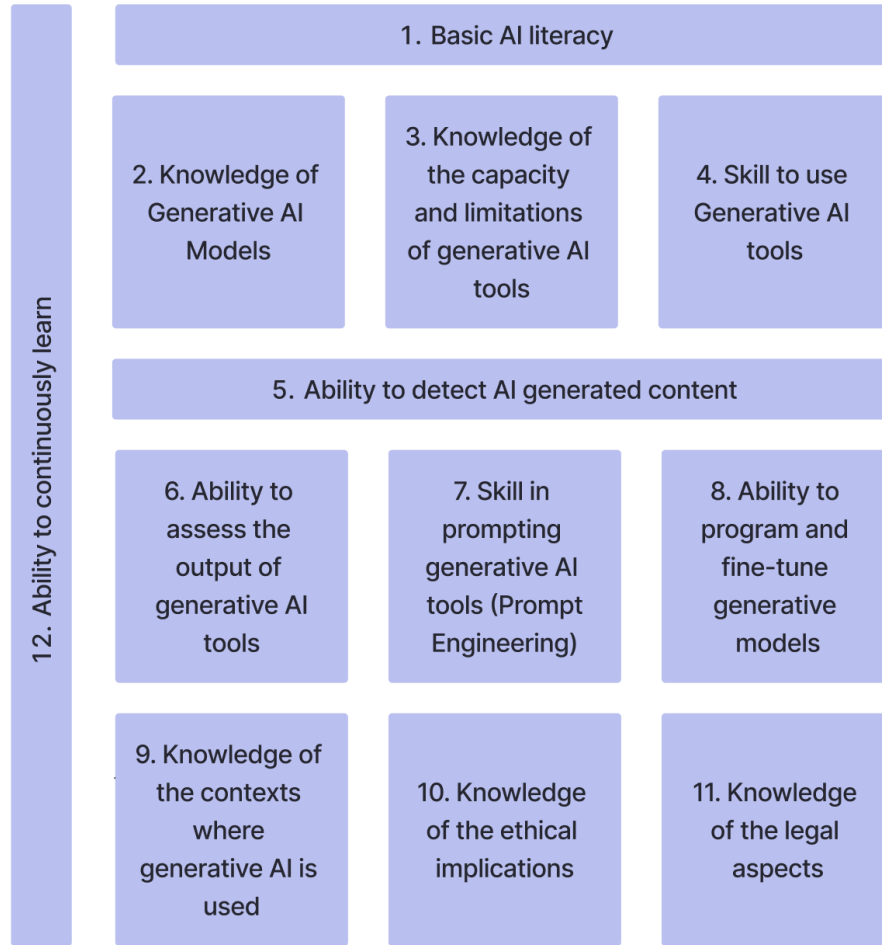 1. Basic AI literacy
2. Knowledge of
Generative AI
Models
3. Knowledge of
the capacity
and limitations
of generative AI
tools
4. Skill to use
Generative AI
tools
5. Ability to detect AI generated content
6. Ability to
assess the
output of
generative AI
tools
7. Skill in
prompting
generative AI
tools (Prompt
Engineering)
8. Ability to
program and
fine-tune
generative
models
9. Knowledge of
the contexts
where
generative AI is
used
10. Knowledge
of the ethical
implications
11. Knowledge
of the legal
aspects
12. Ability to continuously learn